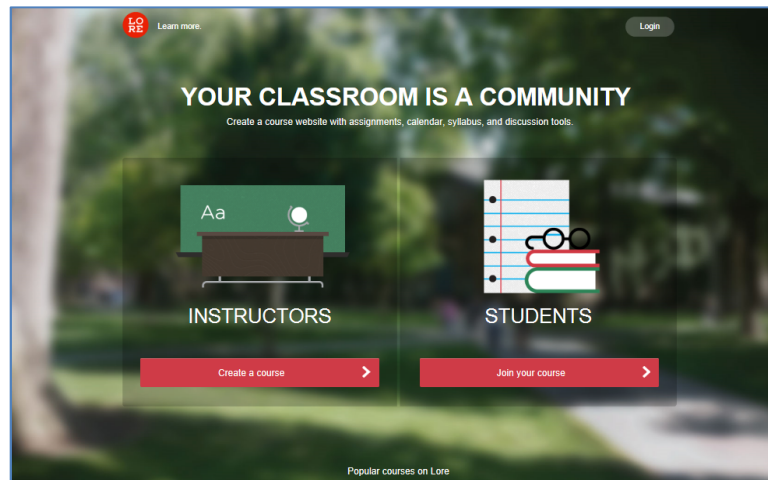 LO
RE
Learn more.
Login
YOUR CLASSROOM IS A COMMUNITY
Create a course website with assignments, calendar, syllabus, and discussion tools.
Aa
INSTRUCTORS
STUDENTS
Create a course
Join your course
Popular courses on Lore